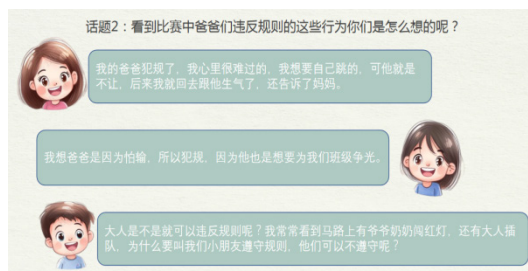 话题2：看到比赛中爸爸们违反规则的这些行为你们是怎么想的呢？
我的爸爸犯规了，我心里很难过的，我想要自己跳的，可他就是
不让，后来我就回去跟他生气了，还告诉了妈妈。
我想爸爸是因为怕输，所以犯规，因为他也是想要为我们班级争光。
大人是不是就可以违反规则呢？我常常看到马路上有爷爷奶奶闯红灯，还有大人插
队，为什么要叫我们小朋友遵守规则，他们可以不遵守呢？